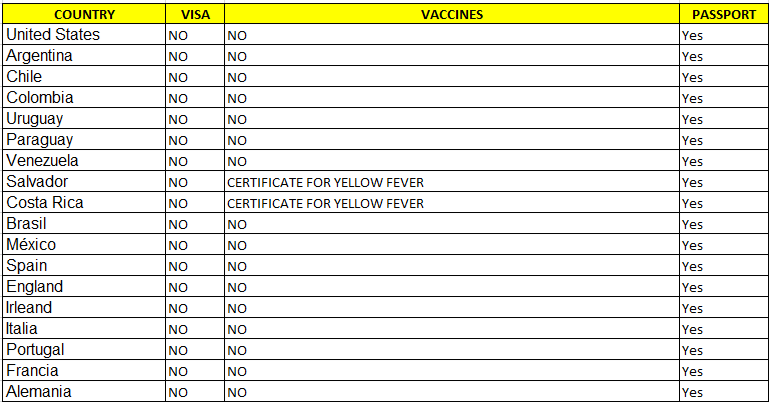 COUNTRY VISA VACCINES PASSPORT
United States NO NO Yes
Argentina NO NO Yes
Chile NO NO Yes
Colombia NO NO Yes
Uruguay NO NO Yes
Paraguay NO NO Yes
Venezuela NO NO Yes
Salvador NO CERTIFICATE FOR YELLOW FEVER Yes
Costa Rica NO CERTIFICATE FOR YELLOW FEVER Yes
Brasil NO NO Yes
México NO NO Yes
Spain NO NO Yes
England NO NO Yes
Irleand NO NO Yes
Italia NO NO Yes
Portugal NO NO Yes
Francia NO NO Yes
Alemania NO NO Yes